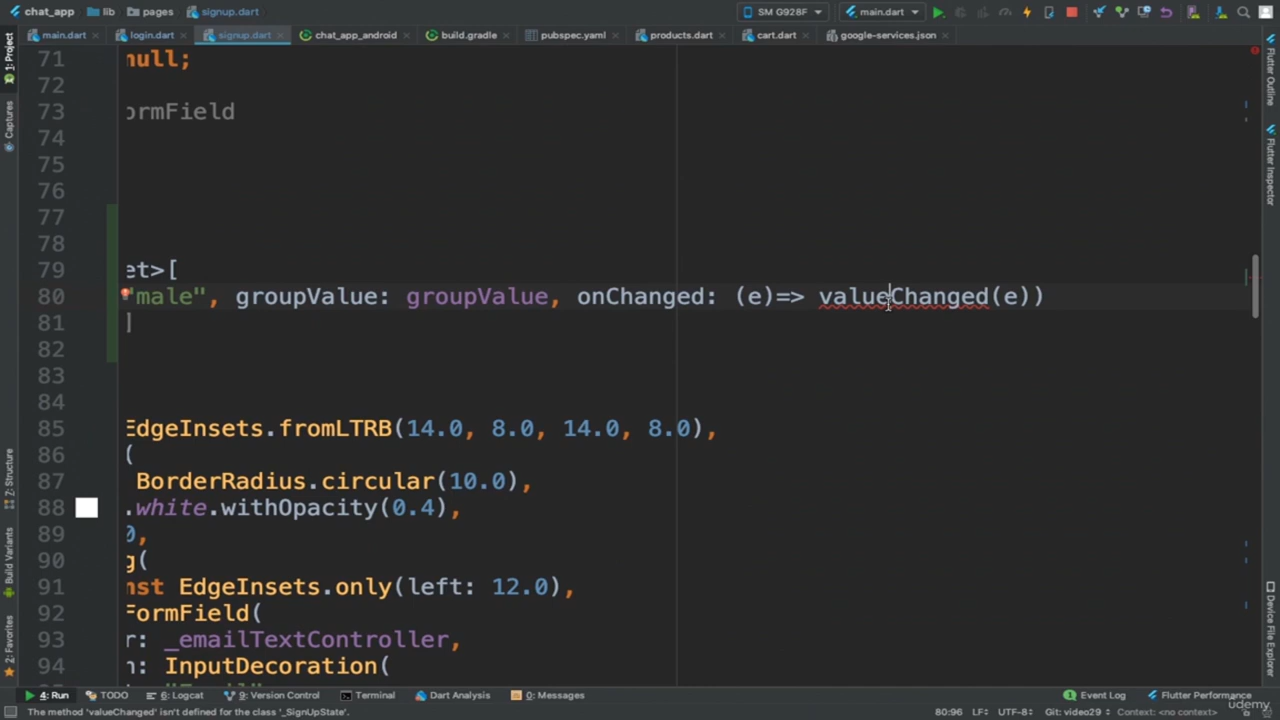 chat_app lib pages signup.dart SM G928F main.dart
main.dart login.dart signup.dart chat_app_android build.gradle pubspec.yaml products.dart cart.dart google-services.json
1: Project
Captures
7: Structure
Build Variants
2: Favorites
Flutter Outline
Flutter Inspector
Device File Explorer
71 null;
72
73 ormField
74
75
76
77
78
79 et>[
80 "male", groupValue: groupValue, onChanged: (e)=> valueChanged(e))
81 ]
82
83
84
85 EdgeInsets.fromLTRB(14.0, 8.0, 14.0, 8.0),
86 (
87 BorderRadius.circular(10.0),
88 .white.withOpacity(0.4),
89 0,
90 g(
91 nst EdgeInsets.only(left: 12.0),
92 FormField(
93 r: _emailTextController,
94 n: InputDecoration(
4: Run TODO 6: Logcat 9: Version Control Terminal Dart Analysis 0: Messages Event Log Flutter Performance
The method 'valueChanged' isn't defined for the class '_SignUpState'. 80:96 LF÷ UTF-8÷ Git: video29 Context: <no context>
udemy